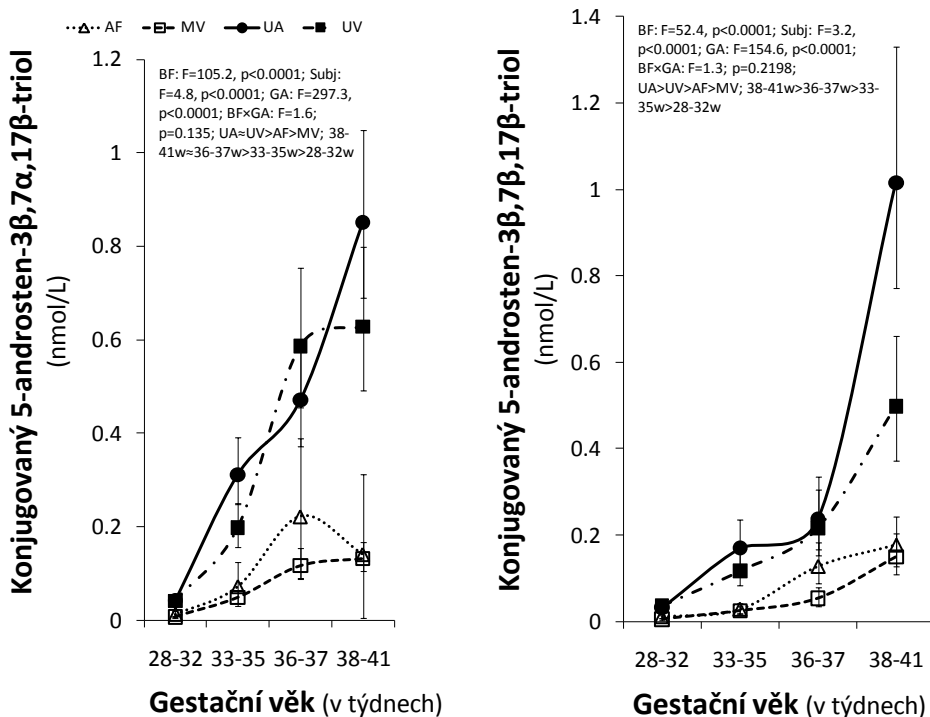 AF MV UA UV
Konjugovaný 5-androsten-3β,7α,17β-triol
(nmol/L)
1.2
1
0.8
0.6
0.4
0.2
0
BF: F=105.2, p<0.0001; Subj:
F=4.8, p<0.0001; GA: F=297.3,
p<0.0001; BF×GA: F=1.6;
p=0.135; UA≈UV>AF>MV; 38-
41w≈36-37w>33-35w>28-32w
28-32 33-35 36-37 38-41
Gestační věk (v týdnech)
Konjugovaný 5-androsten-3β,7β,17β-triol
(nmol/L)
1.4
1.2
1
0.8
0.6
0.4
0.2
0
BF: F=52.4, p<0.0001; Subj: F=3.2,
p<0.0001; GA: F=154.6, p<0.0001;
BF×GA: F=1.3; p=0.2198;
UA>UV>AF>MV; 38-41w>36-37w>33-
35w>28-32w
28-32 33-35 36-37 38-41
Gestační věk (v týdnech)